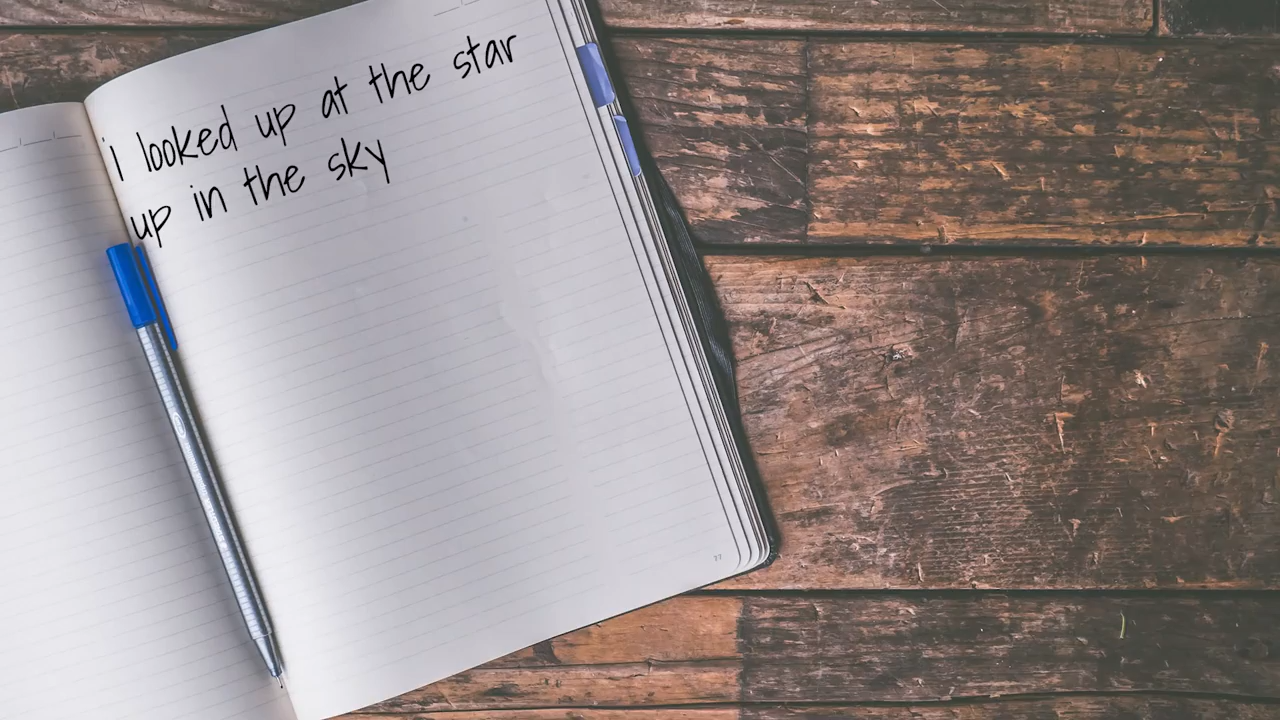 i looked up at the star
up in the sky